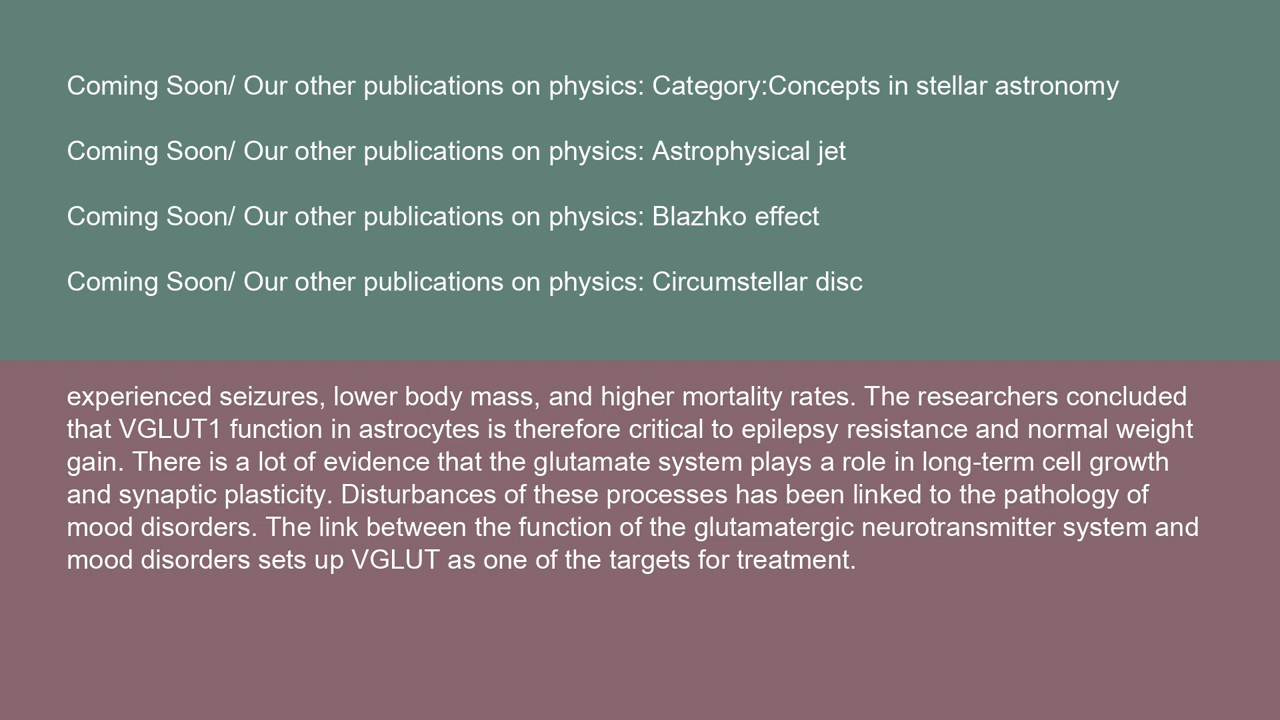 Coming Soon/ Our other publications on physics: Category:Concepts in stellar astronomy
Coming Soon/ Our other publications on physics: Astrophysical jet
Coming Soon/ Our other publications on physics: Blazhko effect
Coming Soon/ Our other publications on physics: Circumstellar disc
experienced seizures, lower body mass, and higher mortality rates. The researchers concluded
that VGLUT1 function in astrocytes is therefore critical to epilepsy resistance and normal weight
gain. There is a lot of evidence that the glutamate system plays a role in long-term cell growth
and synaptic plasticity. Disturbances of these processes has been linked to the pathology of
mood disorders. The link between the function of the glutamatergic neurotransmitter system and
mood disorders sets up VGLUT as one of the targets for treatment.